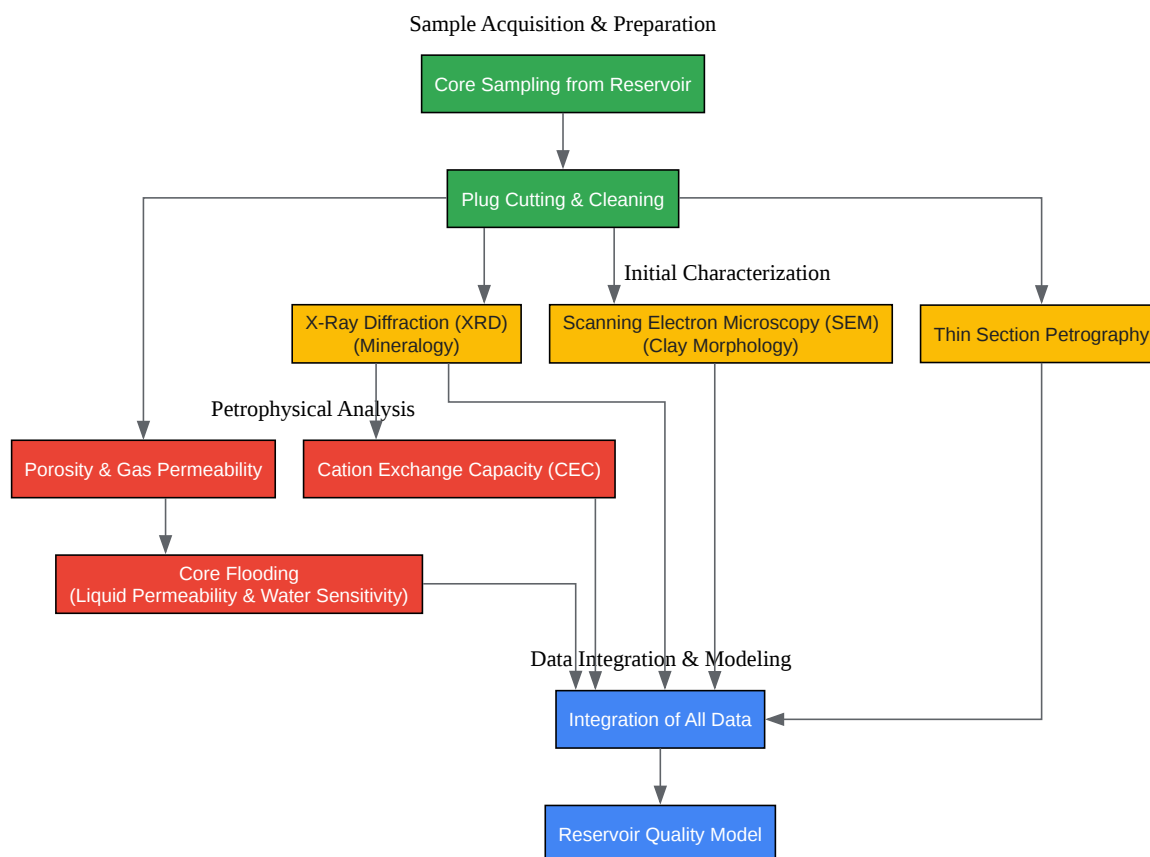 Sample Acquisition & Preparation
Core Sampling from Reservoir
Plug Cutting & Cleaning
Initial Characterization
X-Ray Diffraction (XRD)
(Mineralogy)
Scanning Electron Microscopy (SEM)
(Clay Morphology)
Thin Section Petrography
Petrophysical Analysis
Porosity & Gas Permeability
Cation Exchange Capacity (CEC)
Core Flooding
(Liquid Permeability & Water Sensitivity)
Data Integration & Modeling
Integration of All Data
Reservoir Quality Model